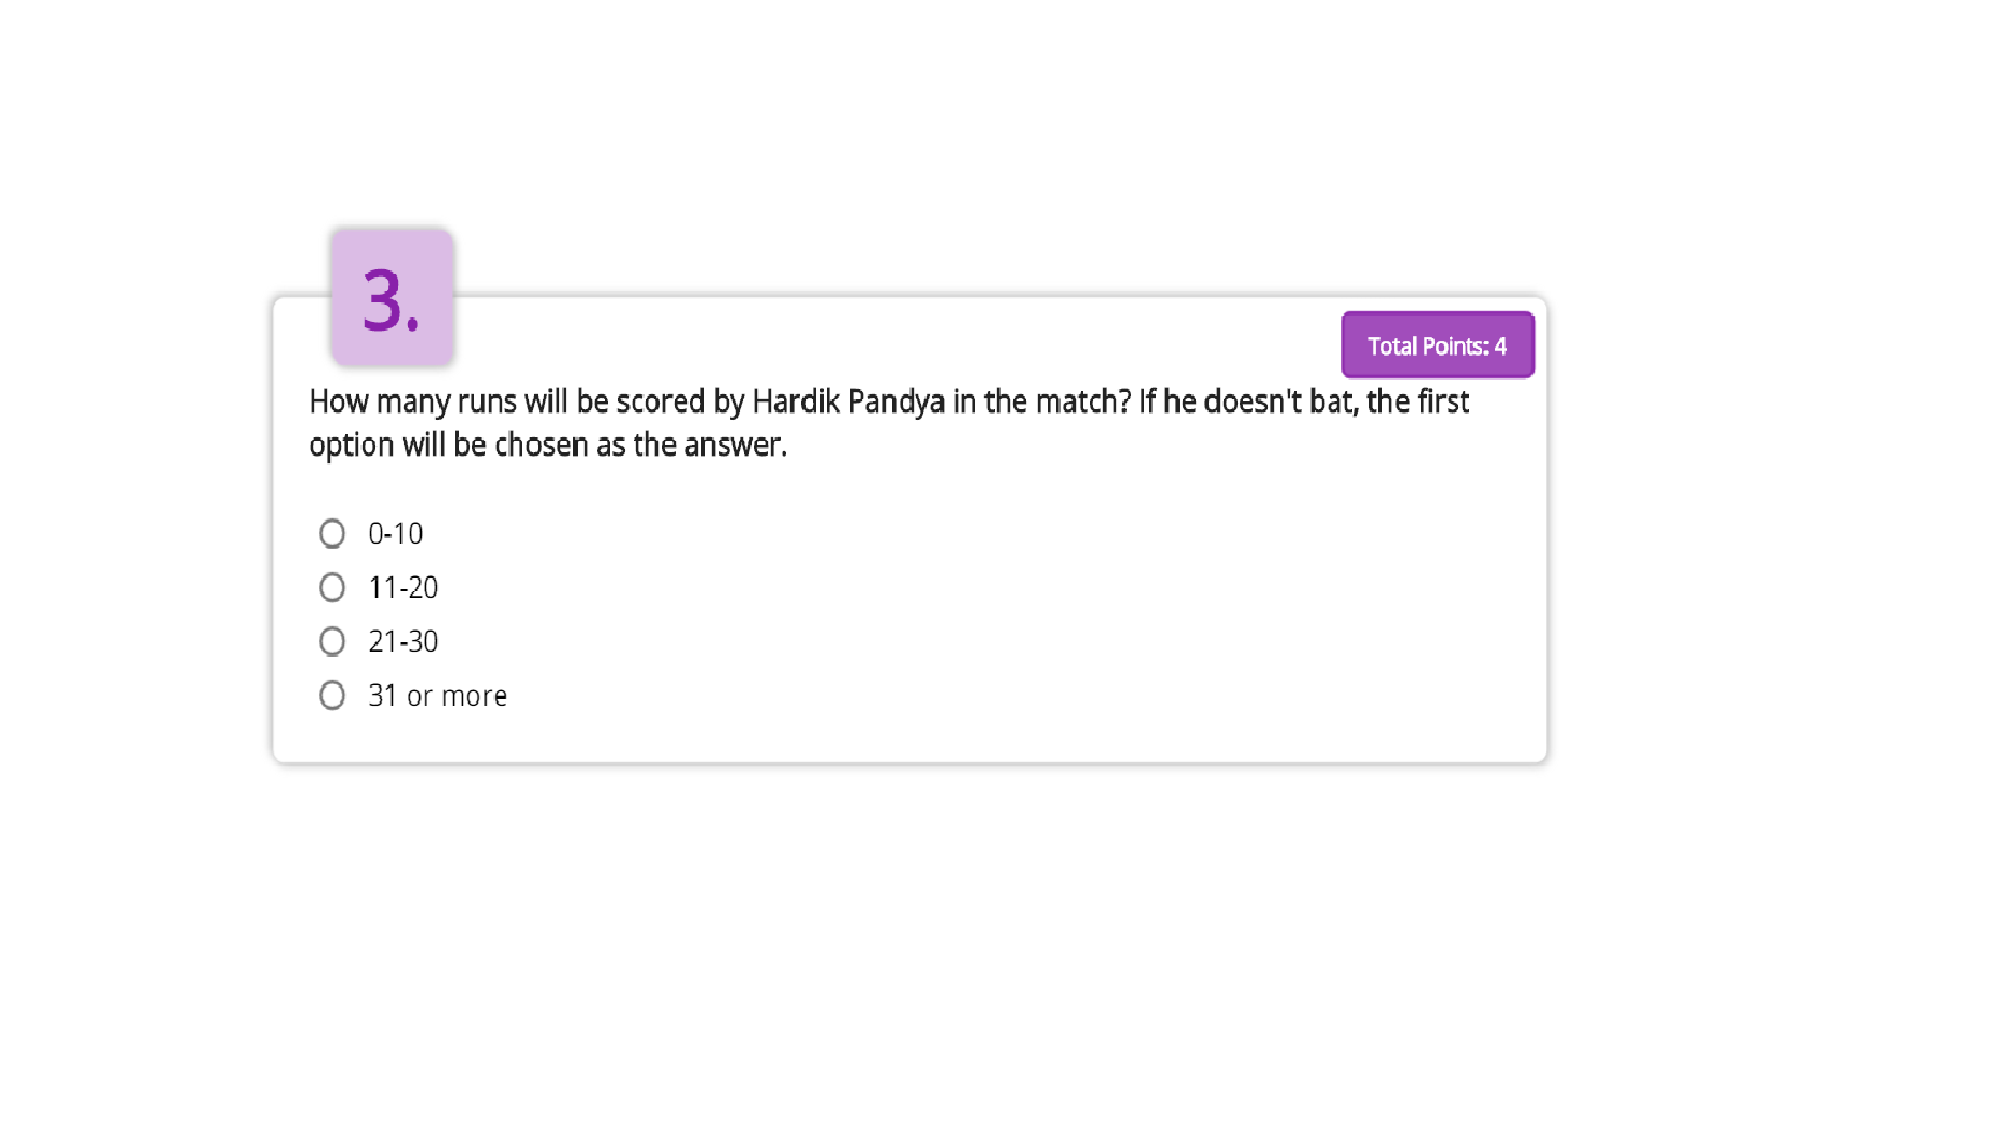 3.
Total Points: 4
How many runs will be scored by Hardik Pandya in the match? If he doesn't bat, the first
option will be chosen as the answer.
0-10
11-20
21-30
31 or more